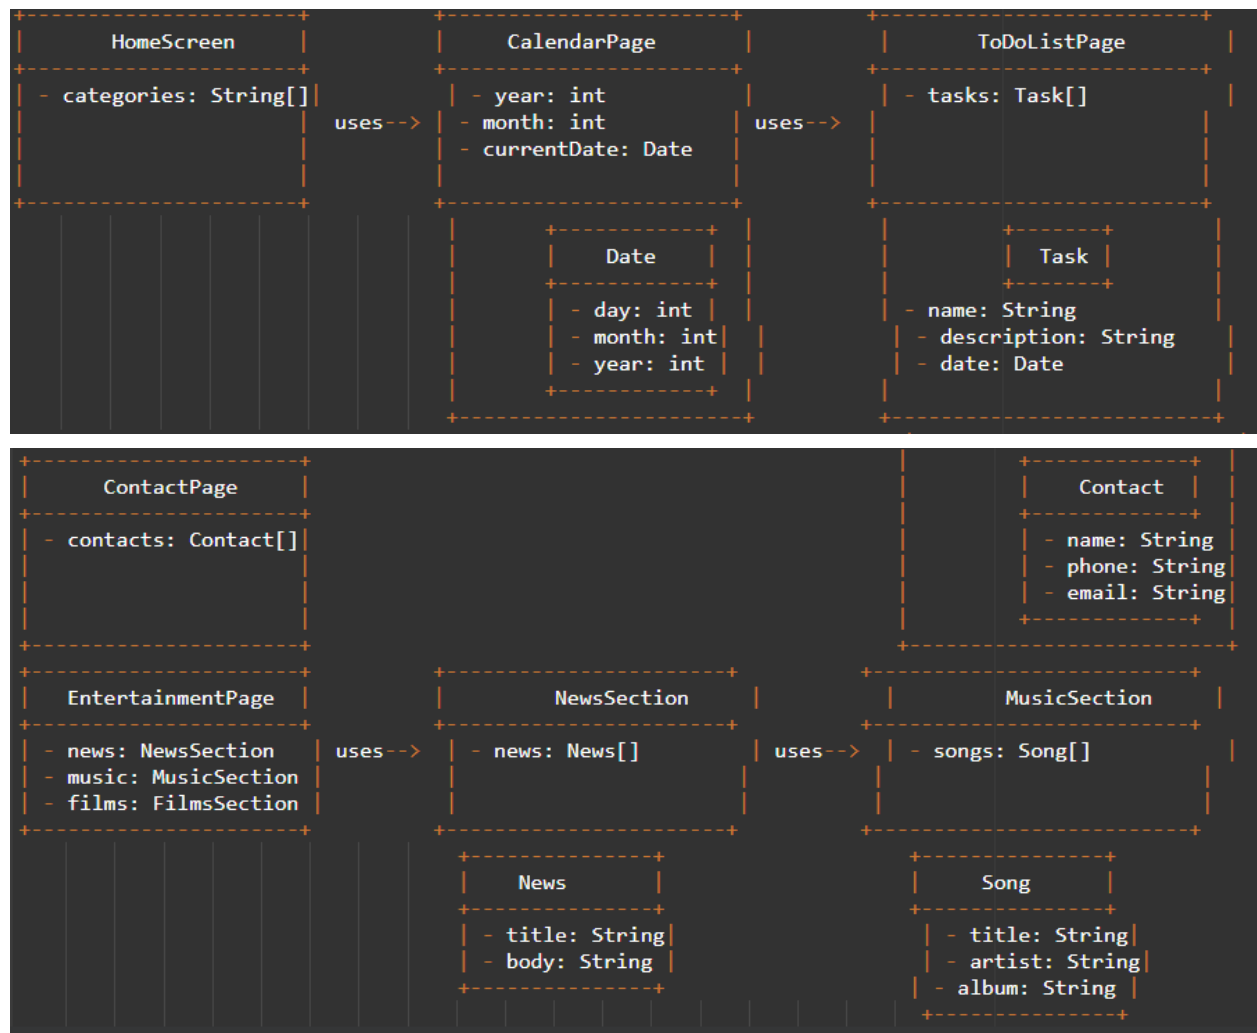 HomeScreen
CalendarPage
ToDoListPage
- categories: String[]
- year: int
- tasks: Task[]
uses-->
- month: int
uses-->
- currentDate: Date
Date
Task
- day: int
- name: String
- month: int
- description: String
- year: int
- date: Date
ContactPage
Contact
- contacts: Contact[]
- name: String
- phone: String
- email: String
EntertainmentPage
NewsSection
MusicSection
- news: NewsSection
uses-->
- news: News[]
uses-->
- songs: Song[]
- music: MusicSection
- films: FilmsSection
News
Song
- title: String
- title: String
- body: String
- artist: String
- album: String